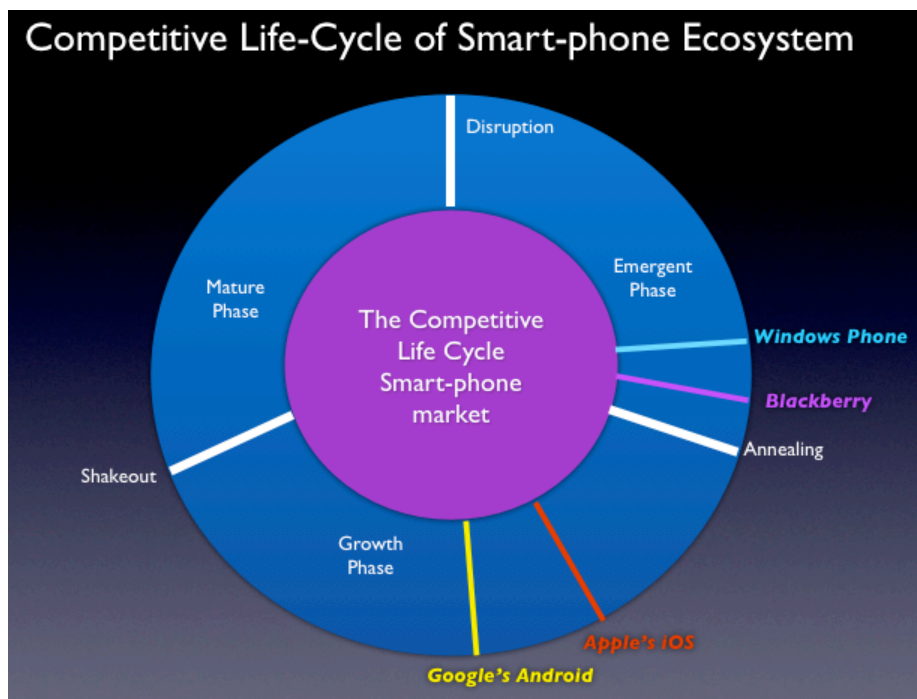 Competitive Life-Cycle of Smart-phone Ecosystem
Disruption
Emergent
Phase
Mature
Phase
The Competitive
Life Cycle
Smart-phone
market
Windows Phone
Blackberry
Annealing
Shakeout
Growth
Phase
Apple's iOS
Google's Android